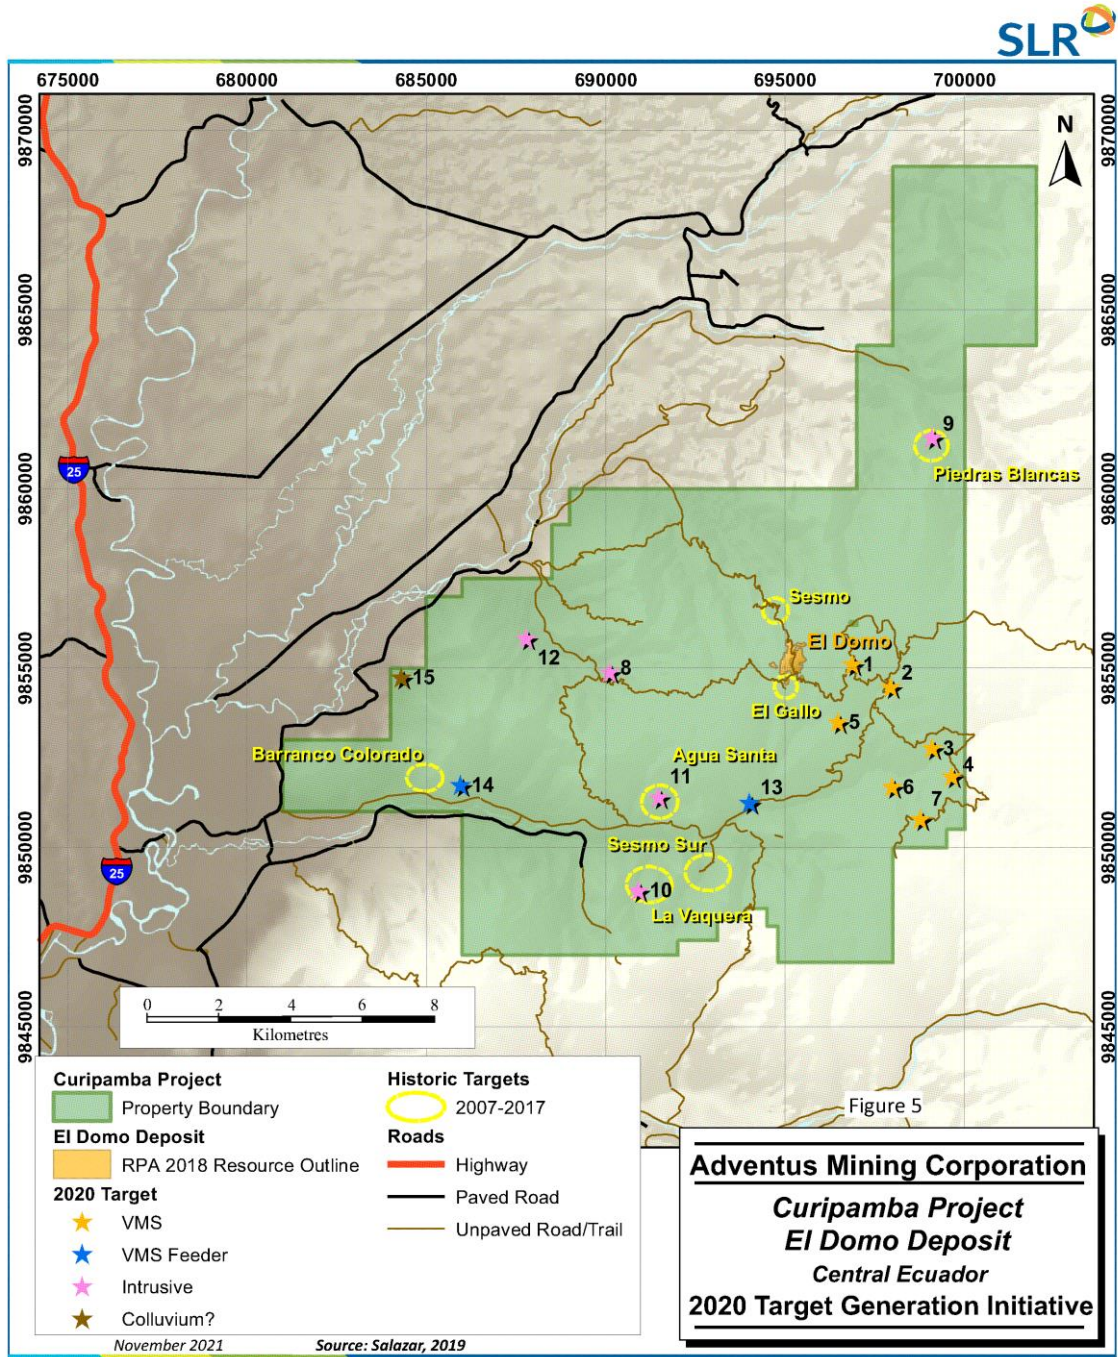 SLR
675000 680000 685000 690000 695000 700000
9870000 9870000
N
9865000 9865000
9
Piedras Blancas
25
9860000 9860000
Sesmo
El Domo
12 8 1 2
9855000 9855000
15
El Gallo
5
Barranco Colorado Agua Santa 3
4
14 11 13 6
7
Sesmo Sur
9850000 9850000
25
10
La Vaquera
0 2 4 6 8
Kilometres
9845000 9845000
Curipamba Project
Property Boundary
El Domo Deposit
RPA 2018 Resource Outline
2020 Target
VMS
VMS Feeder
Intrusive
Colluvium?
Historic Targets
2007-2017
Roads
Highway
Paved Road
Unpaved Road/Trail
Figure 5
Adventus Mining Corporation
Curipamba Project
El Domo Deposit
Central Ecuador
2020 Target Generation Initiative
November 2021 Source: Salazar, 2019